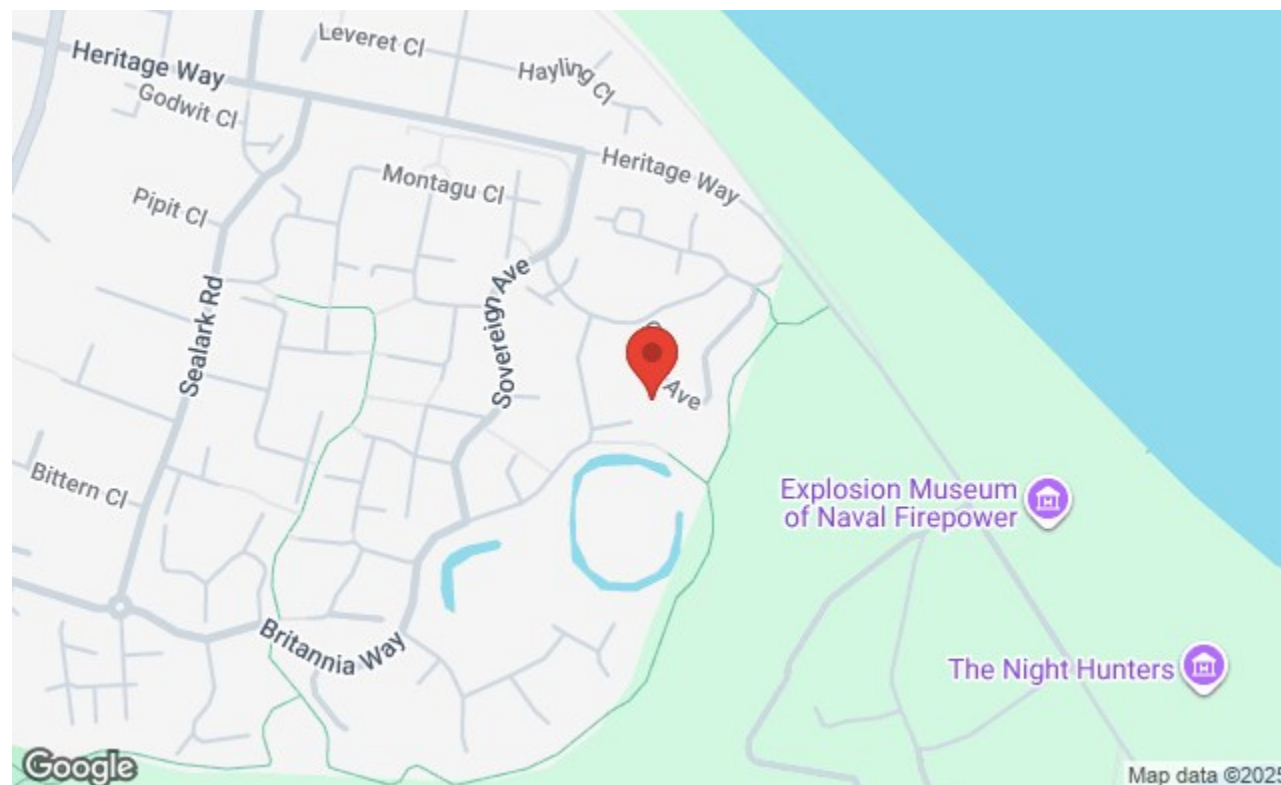 Leveret Cl
Heritage Way
Hayling Cl
Godwit Cl
Heritage Way
Montagu Cl
Pipit Cl
Sovereign Ave
Sealark Rd
Ave
Bittern Cl
Explosion Museum
of Naval Firepower
Britannia Way
The Night Hunters
Google
Map data ©2025